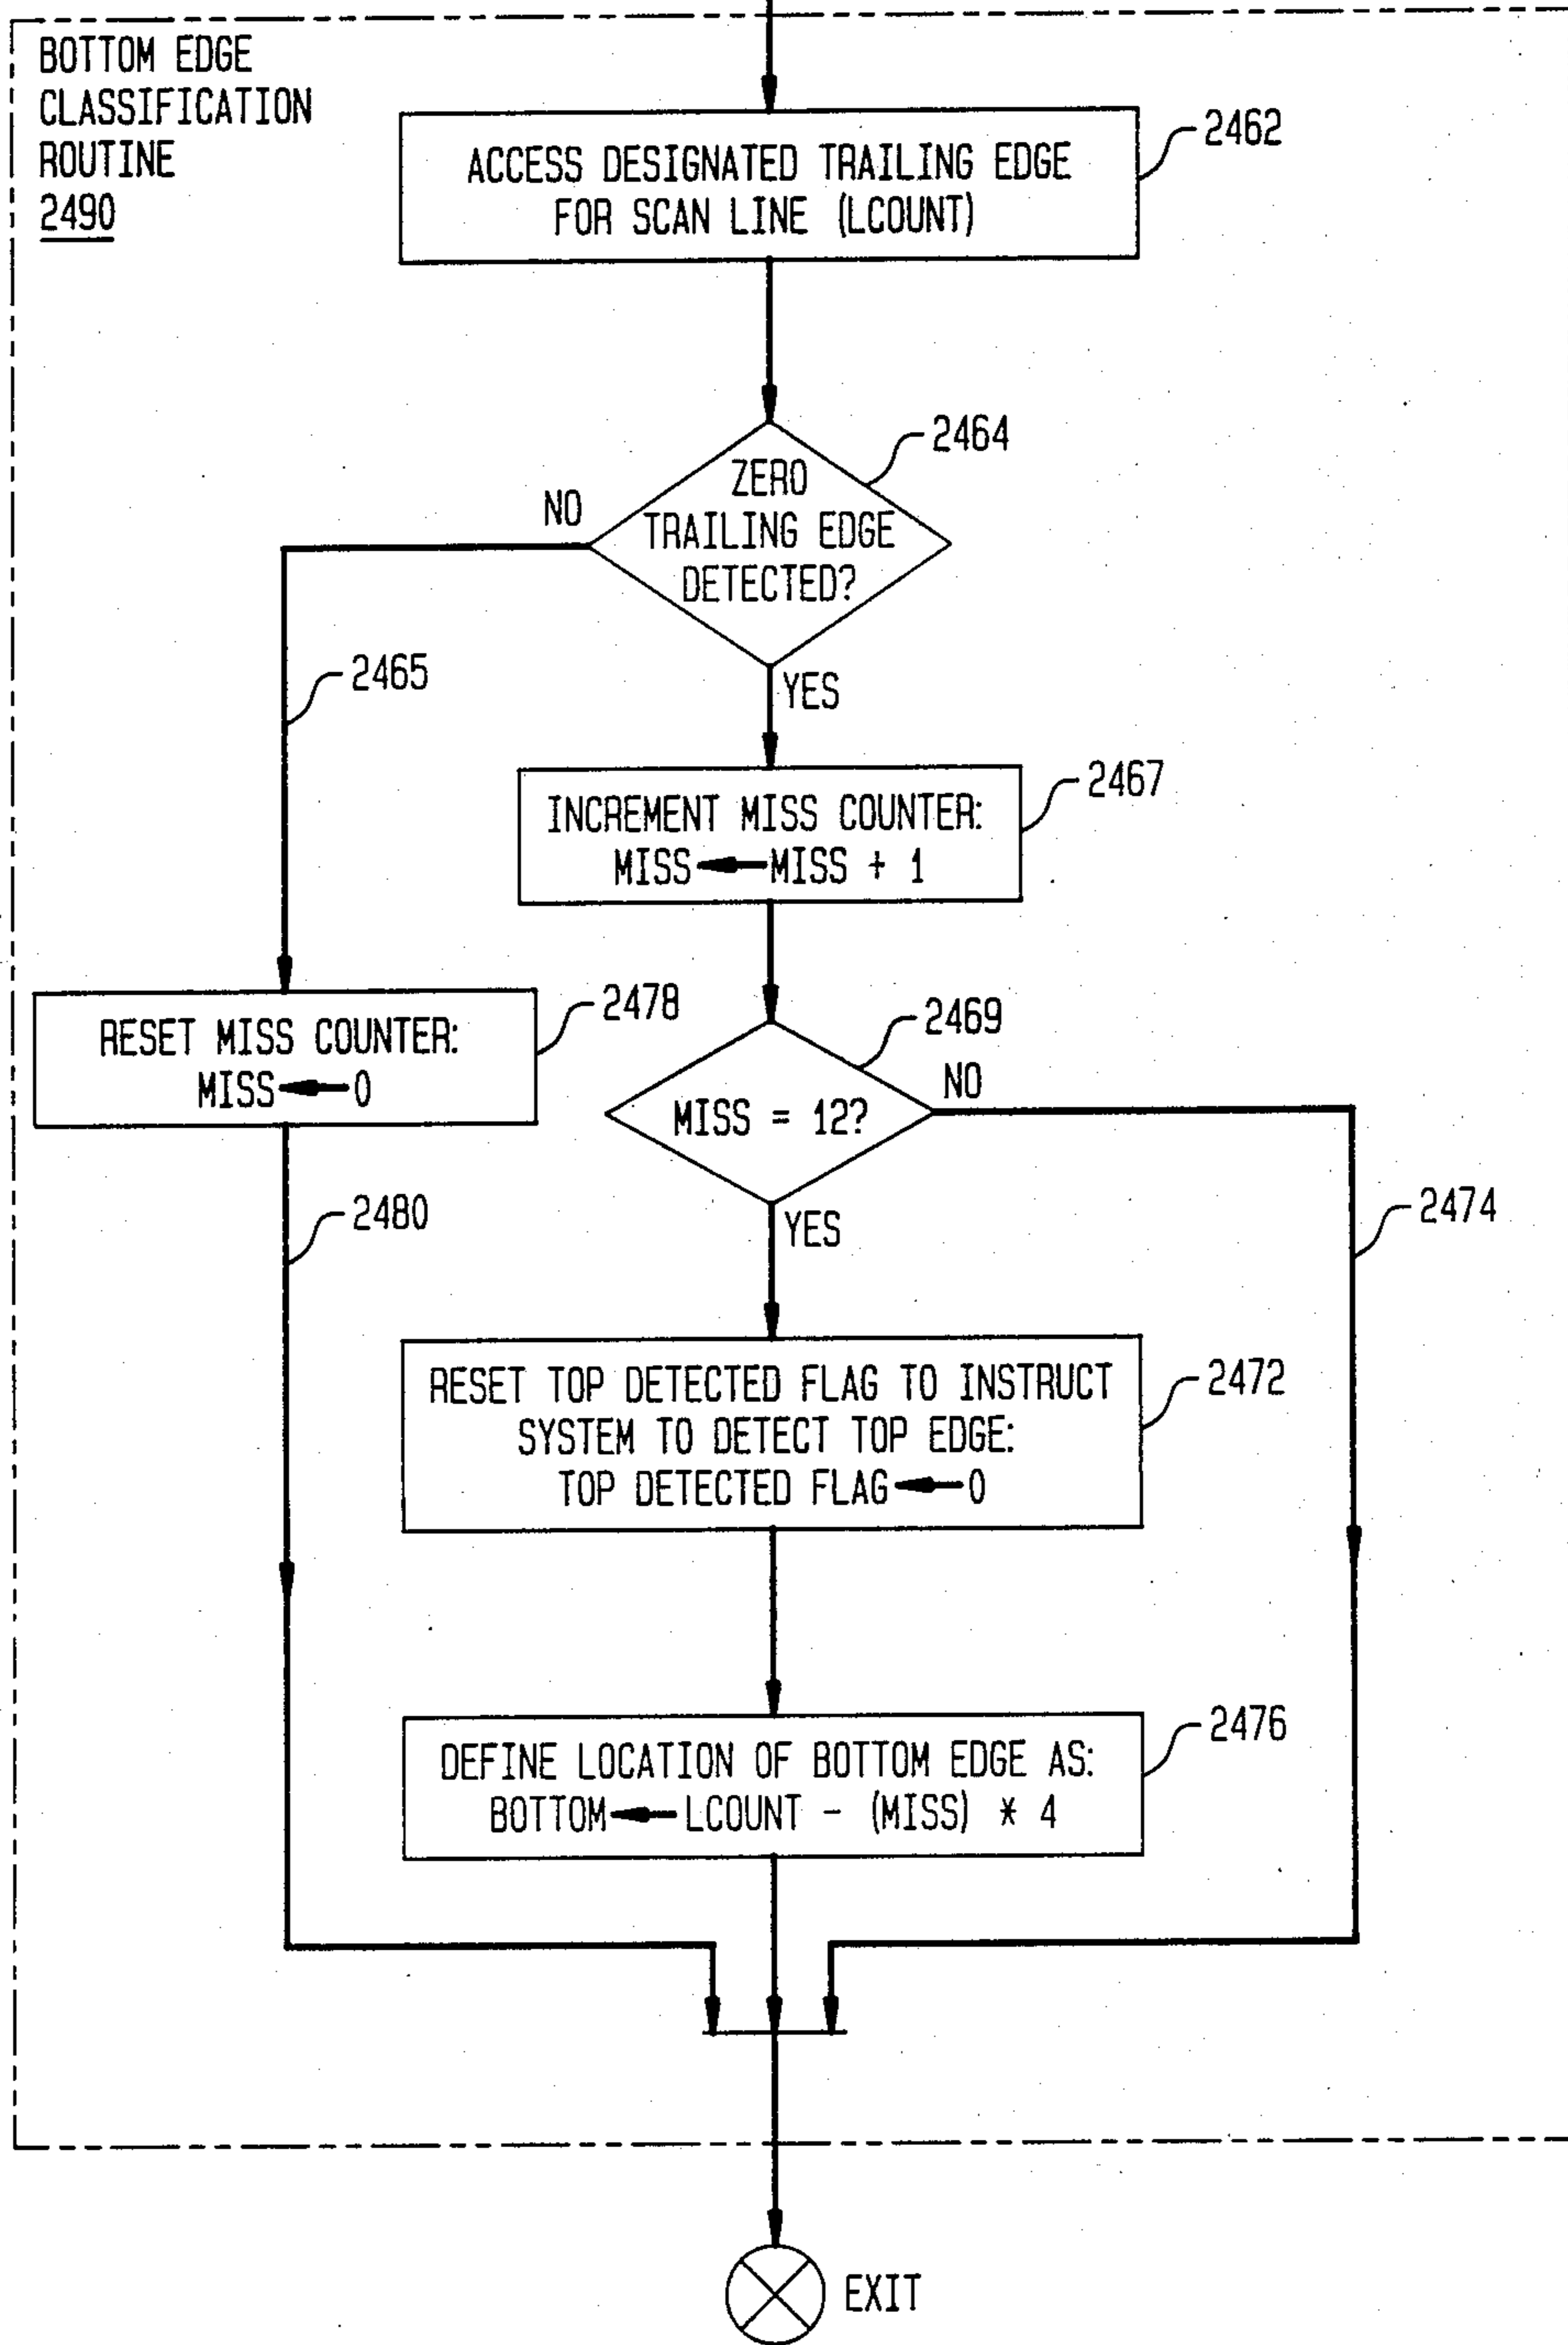 BOTTOM EDGE
CLASSIFICATION
ROUTINE
2490
2462
ACCESS DESIGNATED TRAILING EDGE
FOR SCAN LINE (LCOUNT)
2464
ZERO
TRAILING EDGE
DETECTED?
NO
YES
2465
2467
INCREMENT MISS COUNTER:
MISS ← MISS + 1
2478
RESET MISS COUNTER:
MISS ← 0
2469
MISS = 12?
NO
YES
2480
2474
2472
RESET TOP DETECTED FLAG TO INSTRUCT
SYSTEM TO DETECT TOP EDGE:
TOP DETECTED FLAG ← 0
2476
DEFINE LOCATION OF BOTTOM EDGE AS:
BOTTOM ← LCOUNT - (MISS) * 4
EXIT